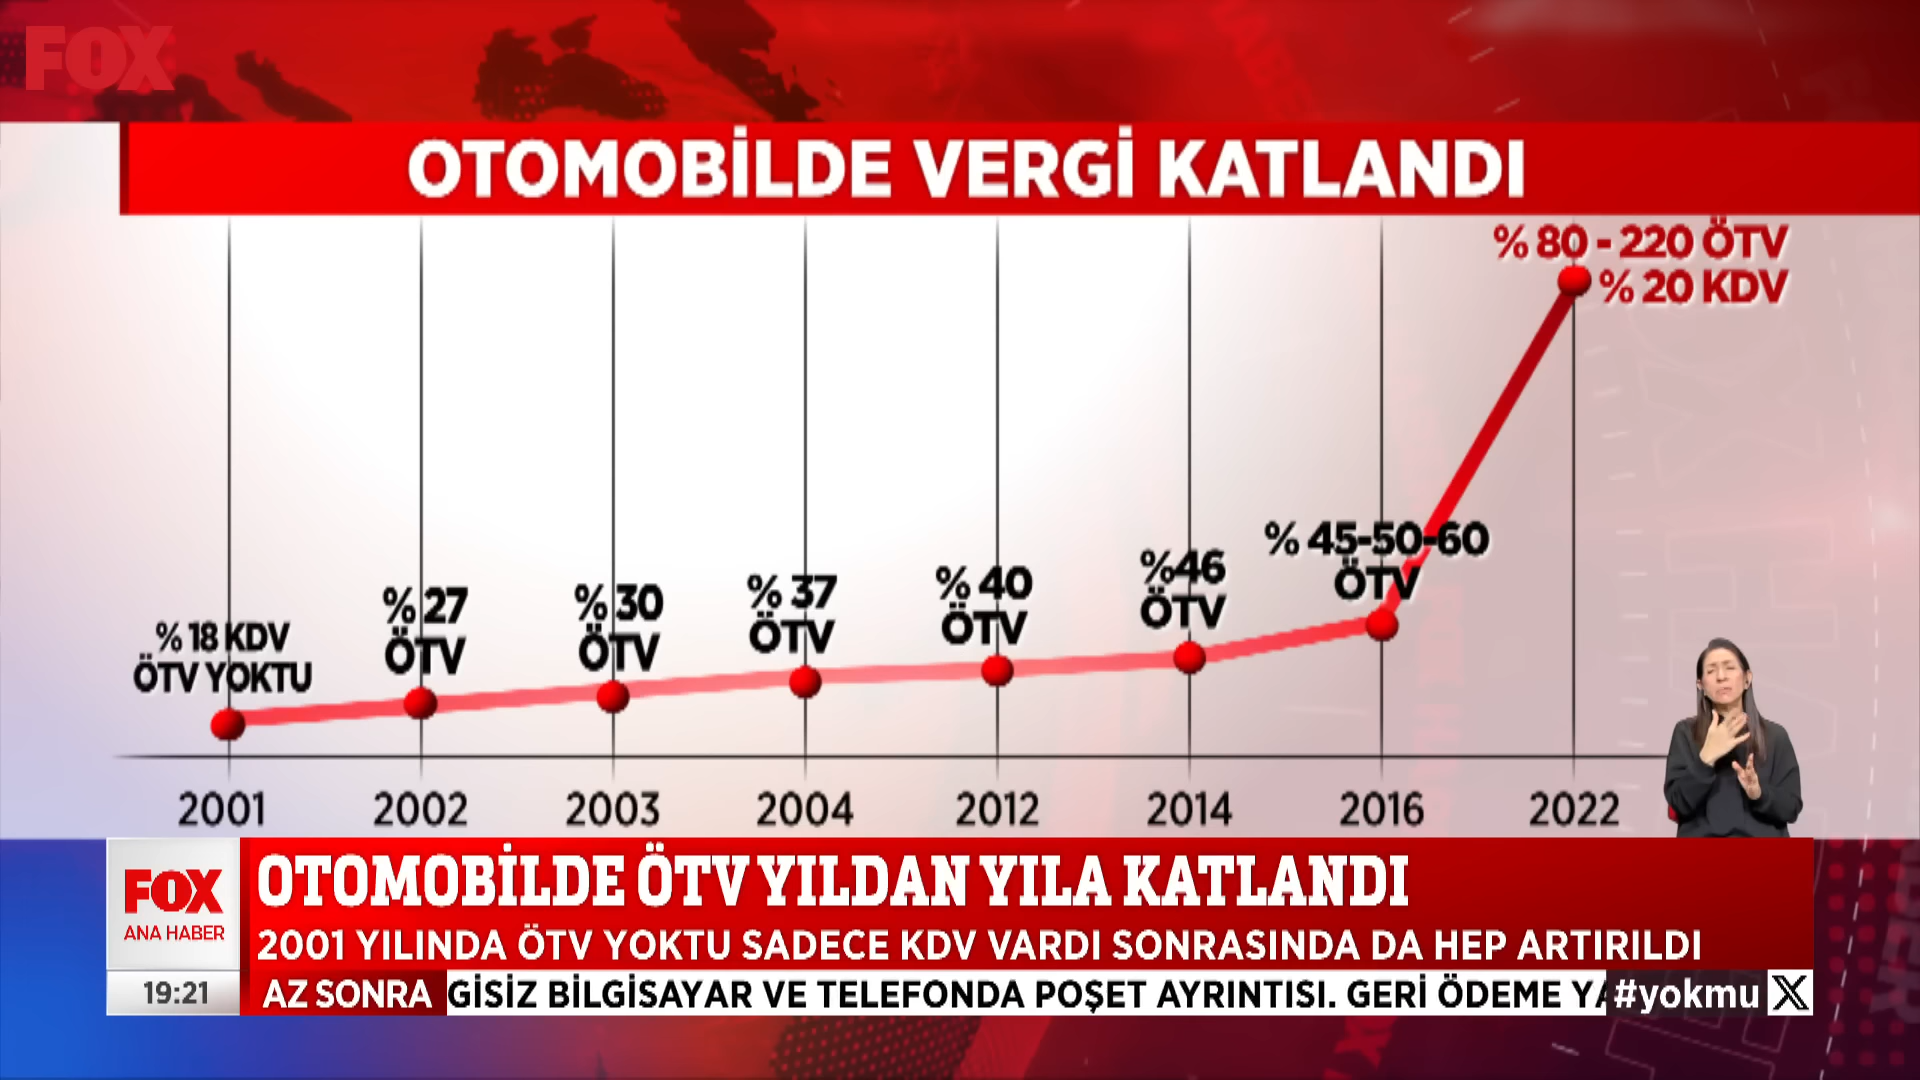 FOX
OTOMOBİLDE VERGİ KATLANDI
% 80 - 220 ÖTV
% 20 KDV
% 45-50-60
ÖTV
%46
ÖTV
% 40
ÖTV
% 37
ÖTV
% 30
ÖTV
% 27
ÖTV
% 18 KDV
ÖTV YOKTU
2001 2002 2003 2004 2012 2014 2016 2022
FOX
ANA HABER
OTOMOBİLDE ÖTV YILDAN YILA KATLANDI
2001 YILINDA ÖTV YOKTU SADECE KDV VARDI SONRASINDA DA HEP ARTIRILDI
19:21
AZ SONRA
GİSİZ BİLGİSAYAR VE TELEFONDA POŞET AYRINTISI. GERİ ÖDEME YA
#yokmu X